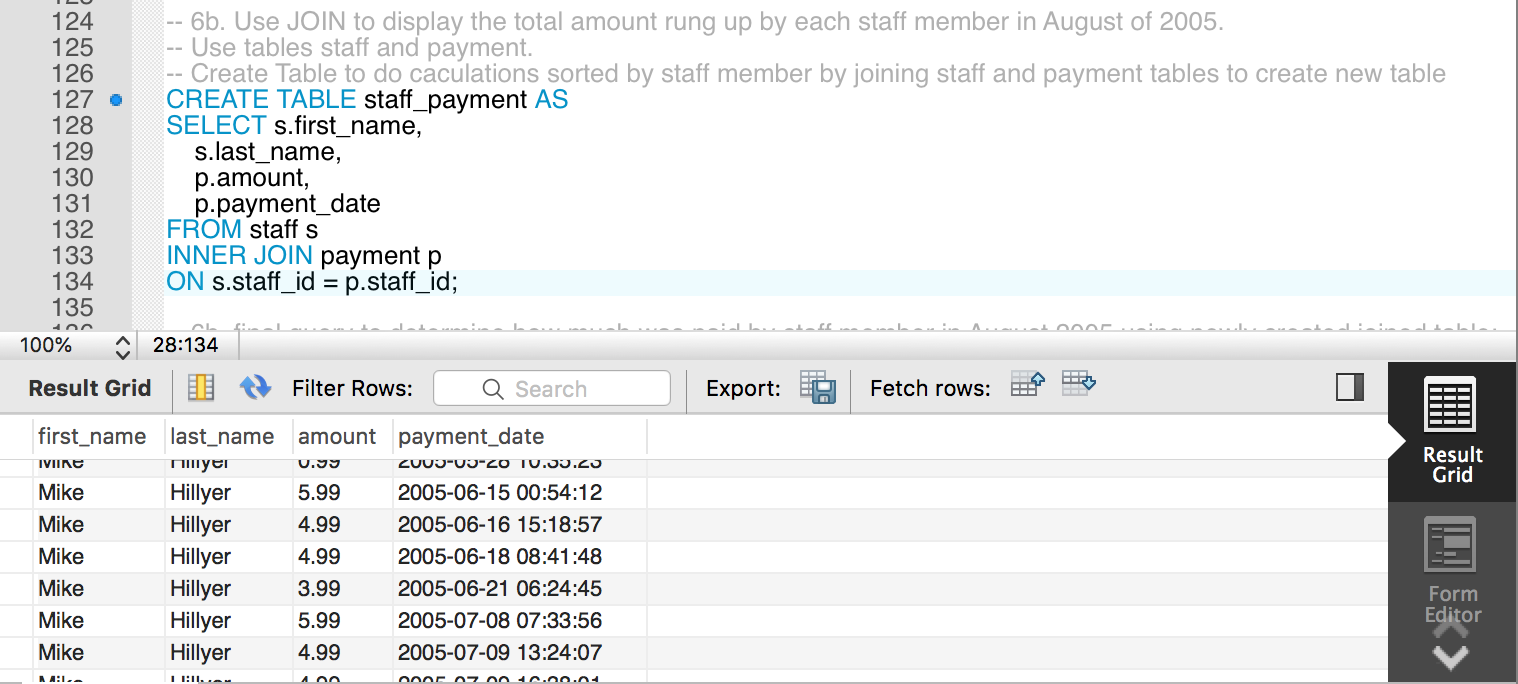 124 -- 6b. Use JOIN to display the total amount rung up by each staff member in August of 2005.
125 -- Use tables staff and payment.
126 -- Create Table to do caculations sorted by staff member by joining staff and payment tables to create new table
127 CREATE TABLE staff_payment AS
128 SELECT s.first_name,
129 s.last_name,
130 p.amount,
131 p.payment_date
132 FROM staff s
133 INNER JOIN payment p
134 ON s.staff_id = p.staff_id;
135
100% 28:134
Result Grid Filter Rows: Search Export: Fetch rows:
first_name last_name amount payment_date
Mike Hillyer 0.99 2005-05-28 10:35:23
Mike Hillyer 5.99 2005-06-15 00:54:12
Mike Hillyer 4.99 2005-06-16 15:18:57
Mike Hillyer 4.99 2005-06-18 08:41:48
Mike Hillyer 3.99 2005-06-21 06:24:45
Mike Hillyer 5.99 2005-07-08 07:33:56
Mike Hillyer 4.99 2005-07-09 13:24:07
Result
Grid
Form
Editor